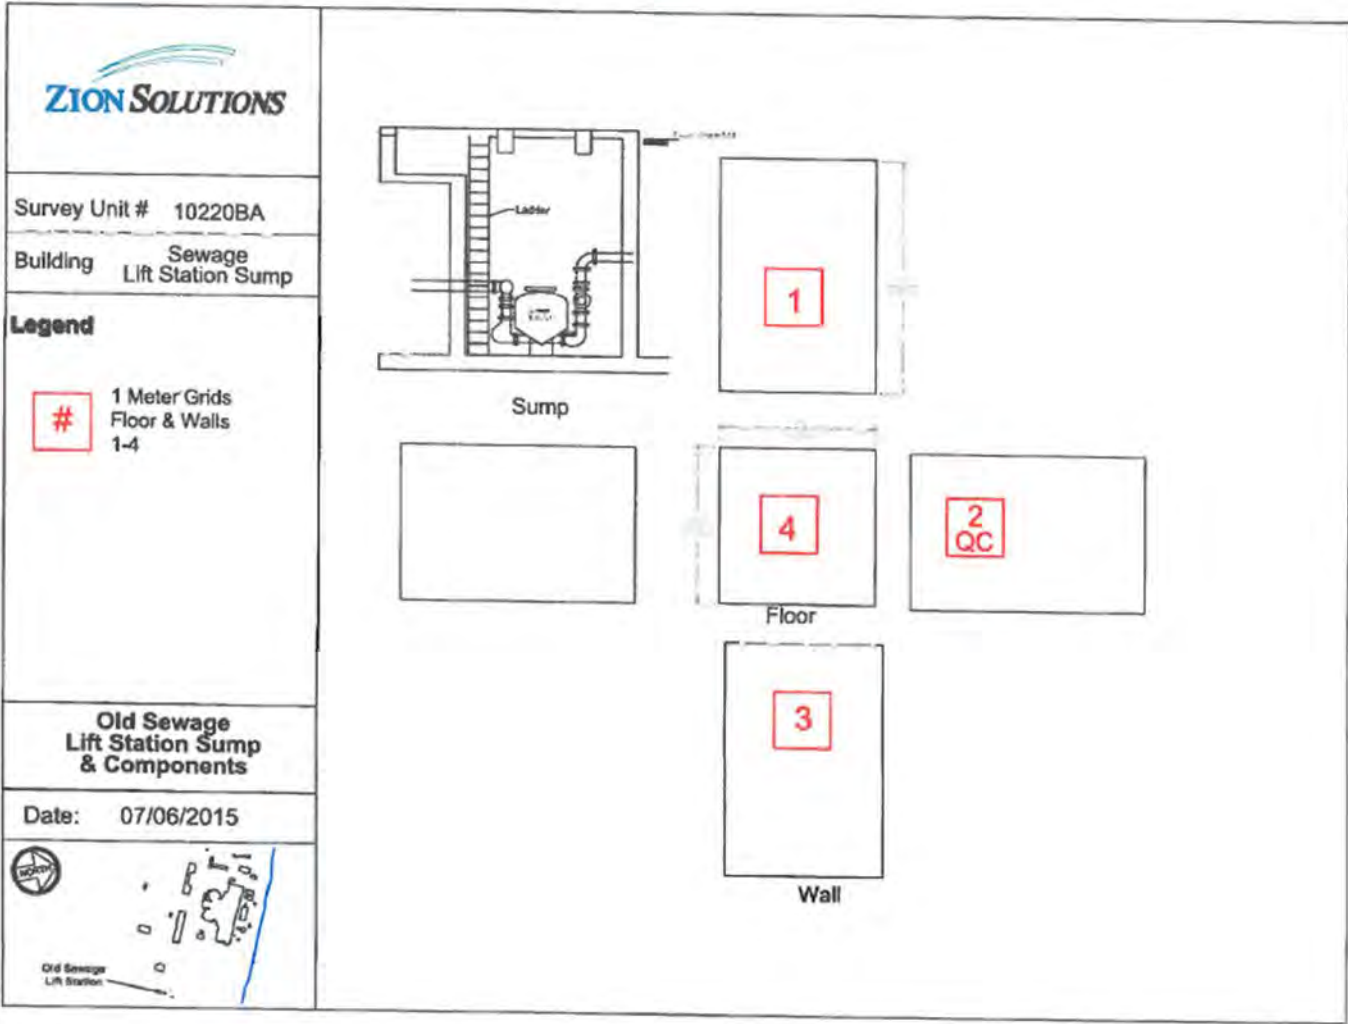 ZION SOLUTIONS
Survey Unit # 10220BA
Building Sewage
Lift Station Sump
Legend
# 1 Meter Grids
Floor & Walls
1-4
Old Sewage
Lift Station Sump
& Components
Date: 07/06/2015
NORTH
Old Sewage
Lift Station
Ladder
Sump
1
4
Floor
2
QC
3
Wall